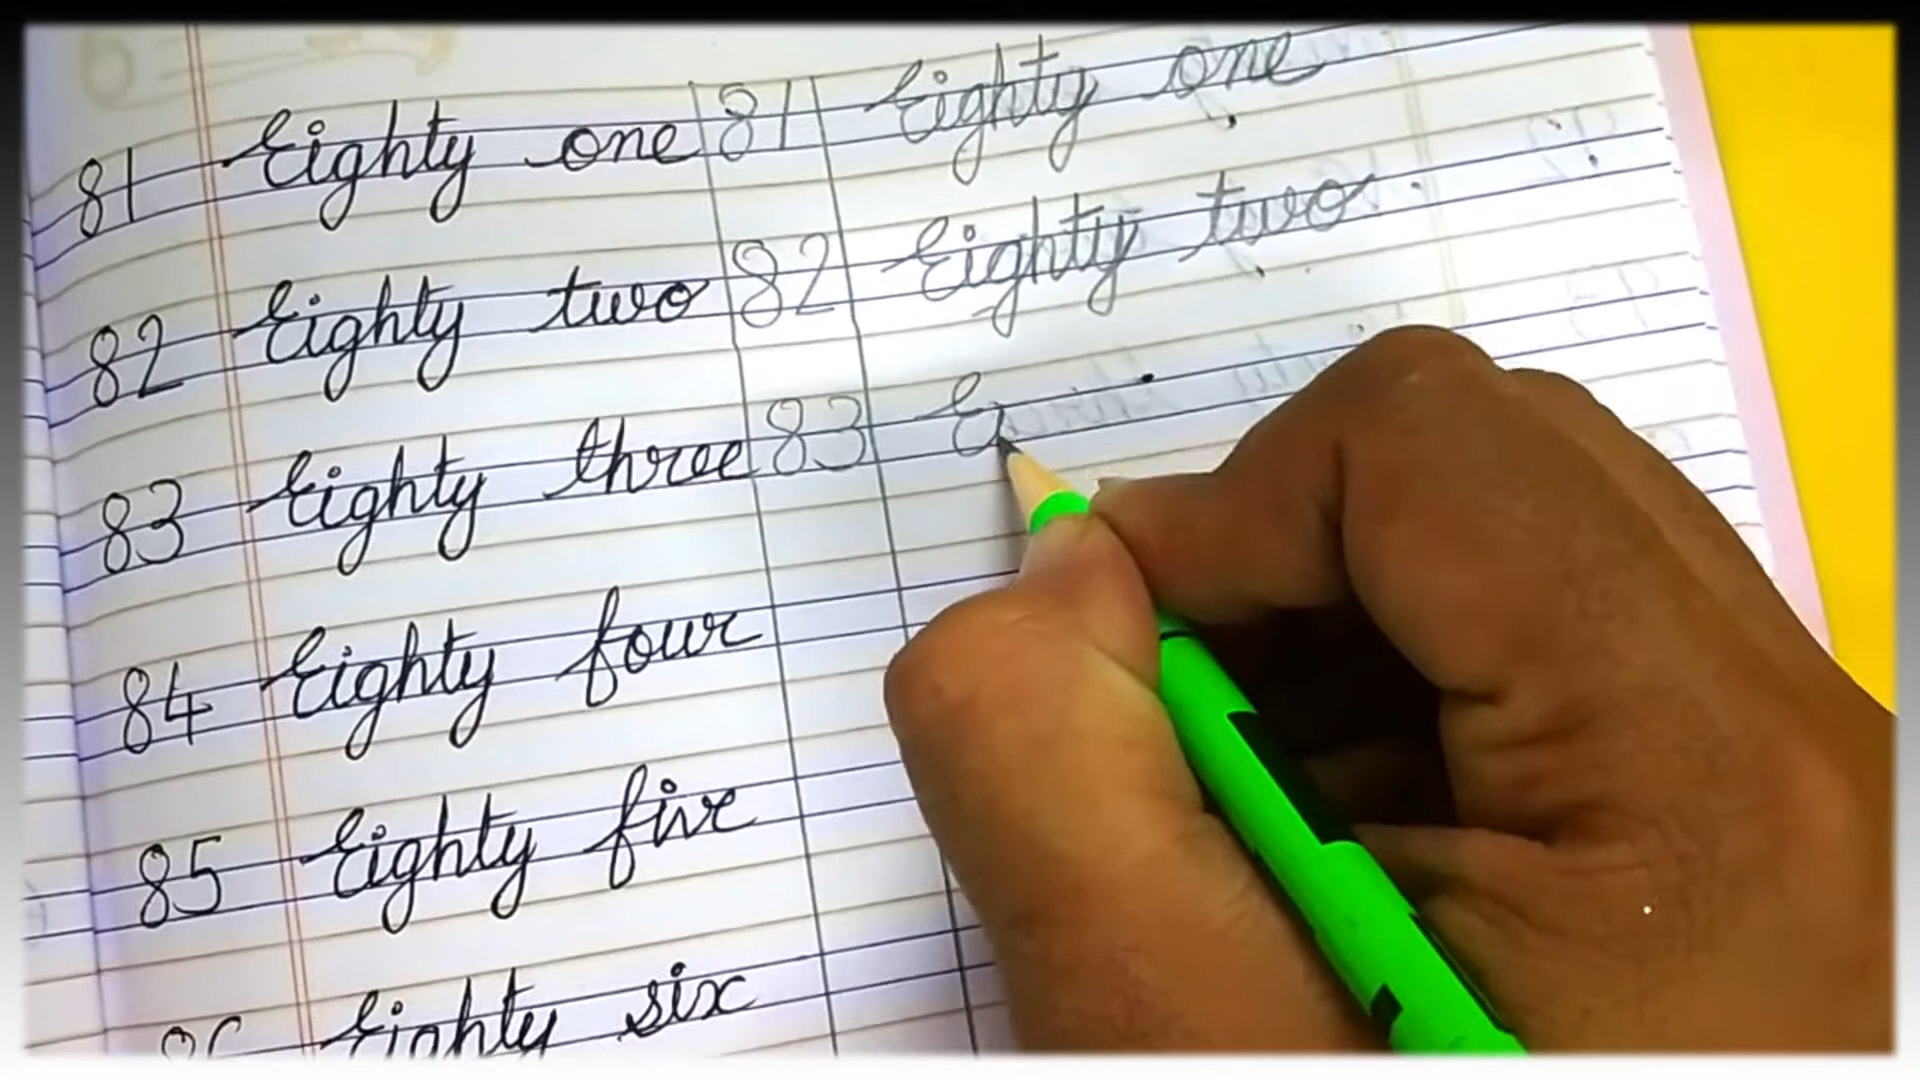 81 Eighty one 81 Eighty one
82 Eighty two 82 Eighty two
83 Eighty three 83 E
84 Eighty four
85 Eighty five
86 Eighty six